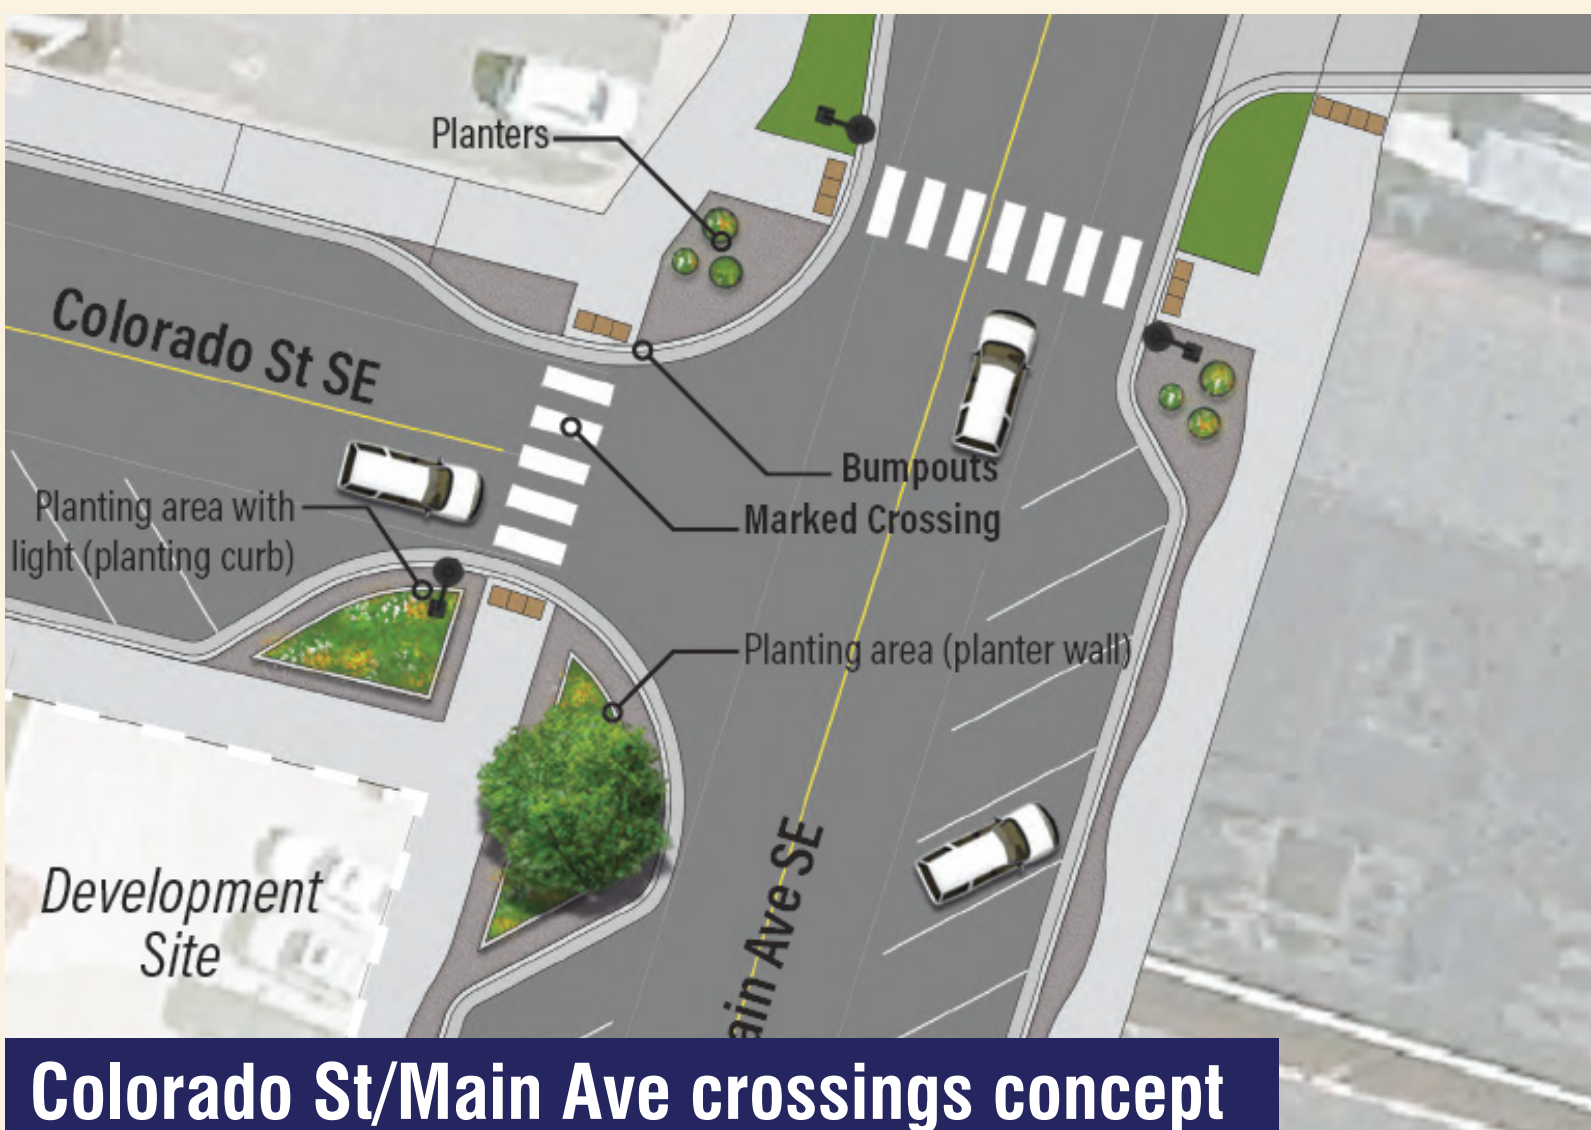 Planters
Colorado St SE
Bumpouts
Marked Crossing
Planting area with
light (planting curb)
Planting area (planter wall)
Development
Site
ain Ave SE
Colorado St/Main Ave crossings concept